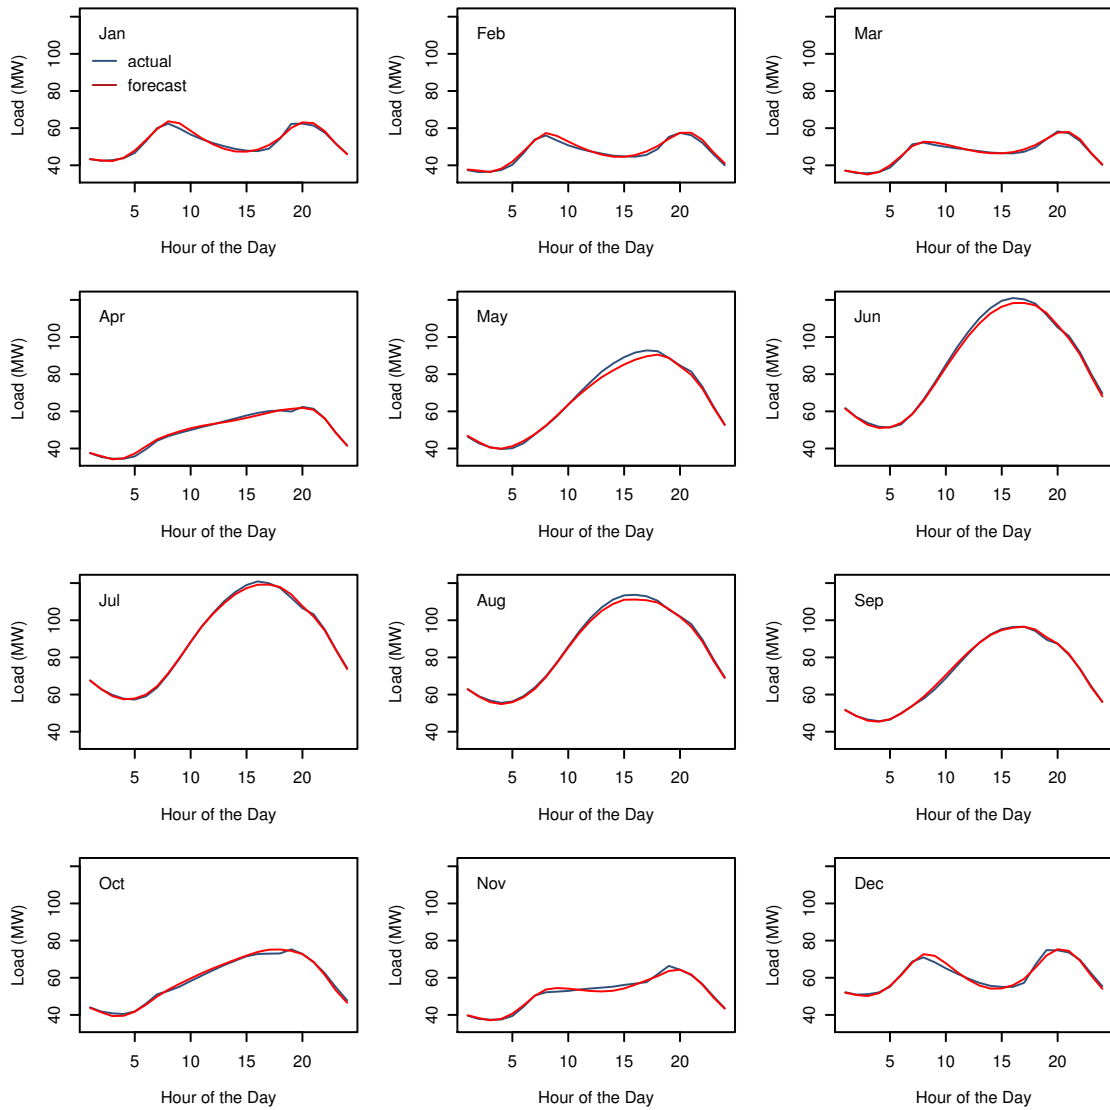 Jan
actual
forecast
Load (MW)
40 60 80 100
5 10 15 20
Hour of the Day
Feb
Load (MW)
40 60 80 100
5 10 15 20
Hour of the Day
Mar
Load (MW)
40 60 80 100
5 10 15 20
Hour of the Day
Apr
Load (MW)
40 60 80 100
5 10 15 20
Hour of the Day
May
Load (MW)
40 60 80 100
5 10 15 20
Hour of the Day
Jun
Load (MW)
40 60 80 100
5 10 15 20
Hour of the Day
Jul
Load (MW)
40 60 80 100
5 10 15 20
Hour of the Day
Aug
Load (MW)
40 60 80 100
5 10 15 20
Hour of the Day
Sep
Load (MW)
40 60 80 100
5 10 15 20
Hour of the Day
Oct
Load (MW)
40 60 80 100
5 10 15 20
Hour of the Day
Nov
Load (MW)
40 60 80 100
5 10 15 20
Hour of the Day
Dec
Load (MW)
40 60 80 100
5 10 15 20
Hour of the Day